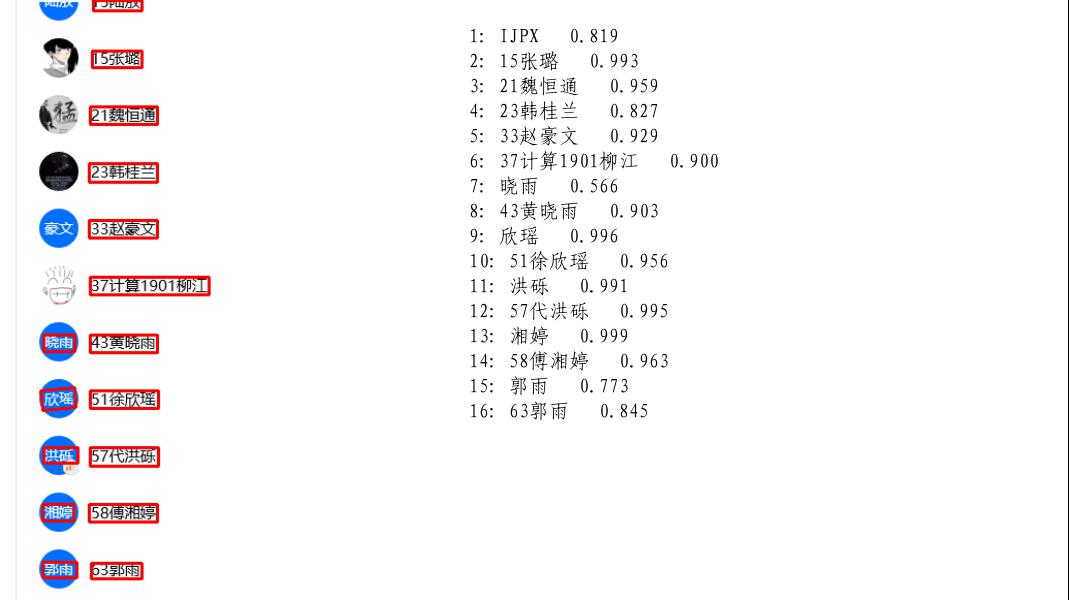 陆放 15陆放
15张璐
猛 21魏恒通
23韩桂兰
豪文 33赵豪文
37计算1901柳江
晓雨 43黄晓雨
欣瑶 51徐欣瑶
洪砾 57代洪砾
湘婷 58傅湘婷
郭雨 63郭雨
1: IJPX 0.819
2: 15张璐 0.993
3: 21魏恒通 0.959
4: 23韩桂兰 0.827
5: 33赵豪文 0.929
6: 37计算1901柳江 0.900
7: 晓雨 0.566
8: 43黄晓雨 0.903
9: 欣瑶 0.996
10: 51徐欣瑶 0.956
11: 洪砾 0.991
12: 57代洪砾 0.995
13: 湘婷 0.999
14: 58傅湘婷 0.963
15: 郭雨 0.773
16: 63郭雨 0.845